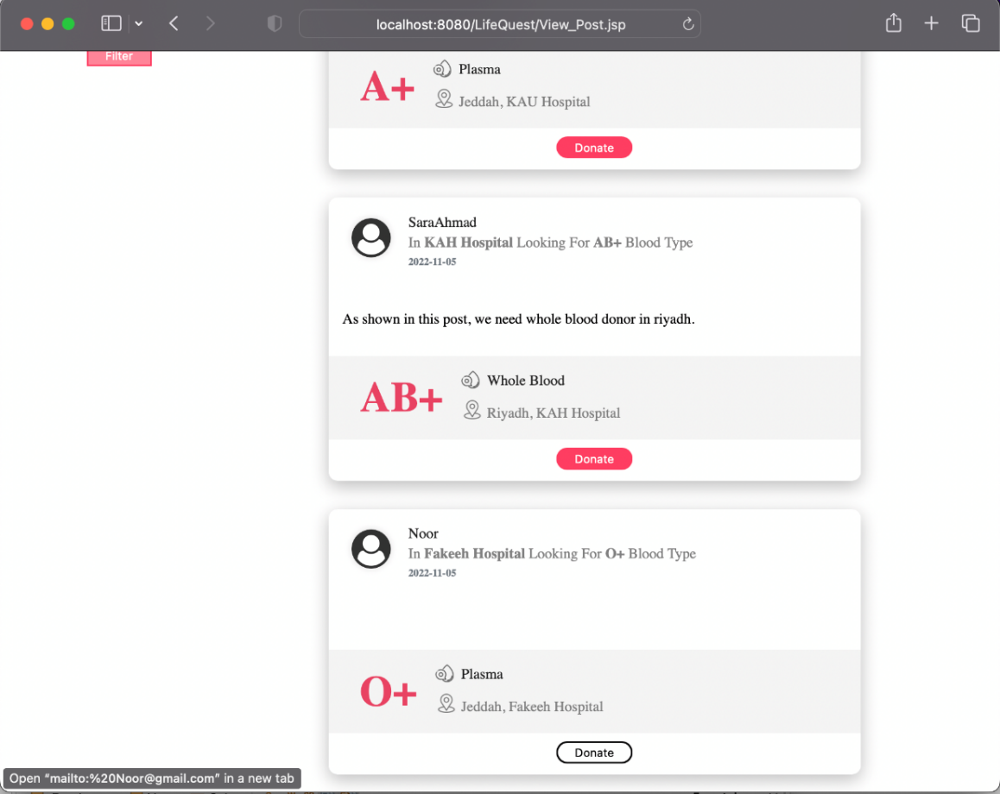 localhost:8080/LifeQuest/View_Post.jsp
Filter
A+
Plasma
Jeddah, KAU Hospital
Donate
SaraAhmad
In KAH Hospital Looking For AB+ Blood Type
2022-11-05
As shown in this post, we need whole blood donor in riyadh.
AB+
Whole Blood
Riyadh, KAH Hospital
Donate
Noor
In Fakeeh Hospital Looking For O+ Blood Type
2022-11-05
O+
Plasma
Jeddah, Fakeeh Hospital
Donate
Open “mailto:%20Noor@gmail.com” in a new tab